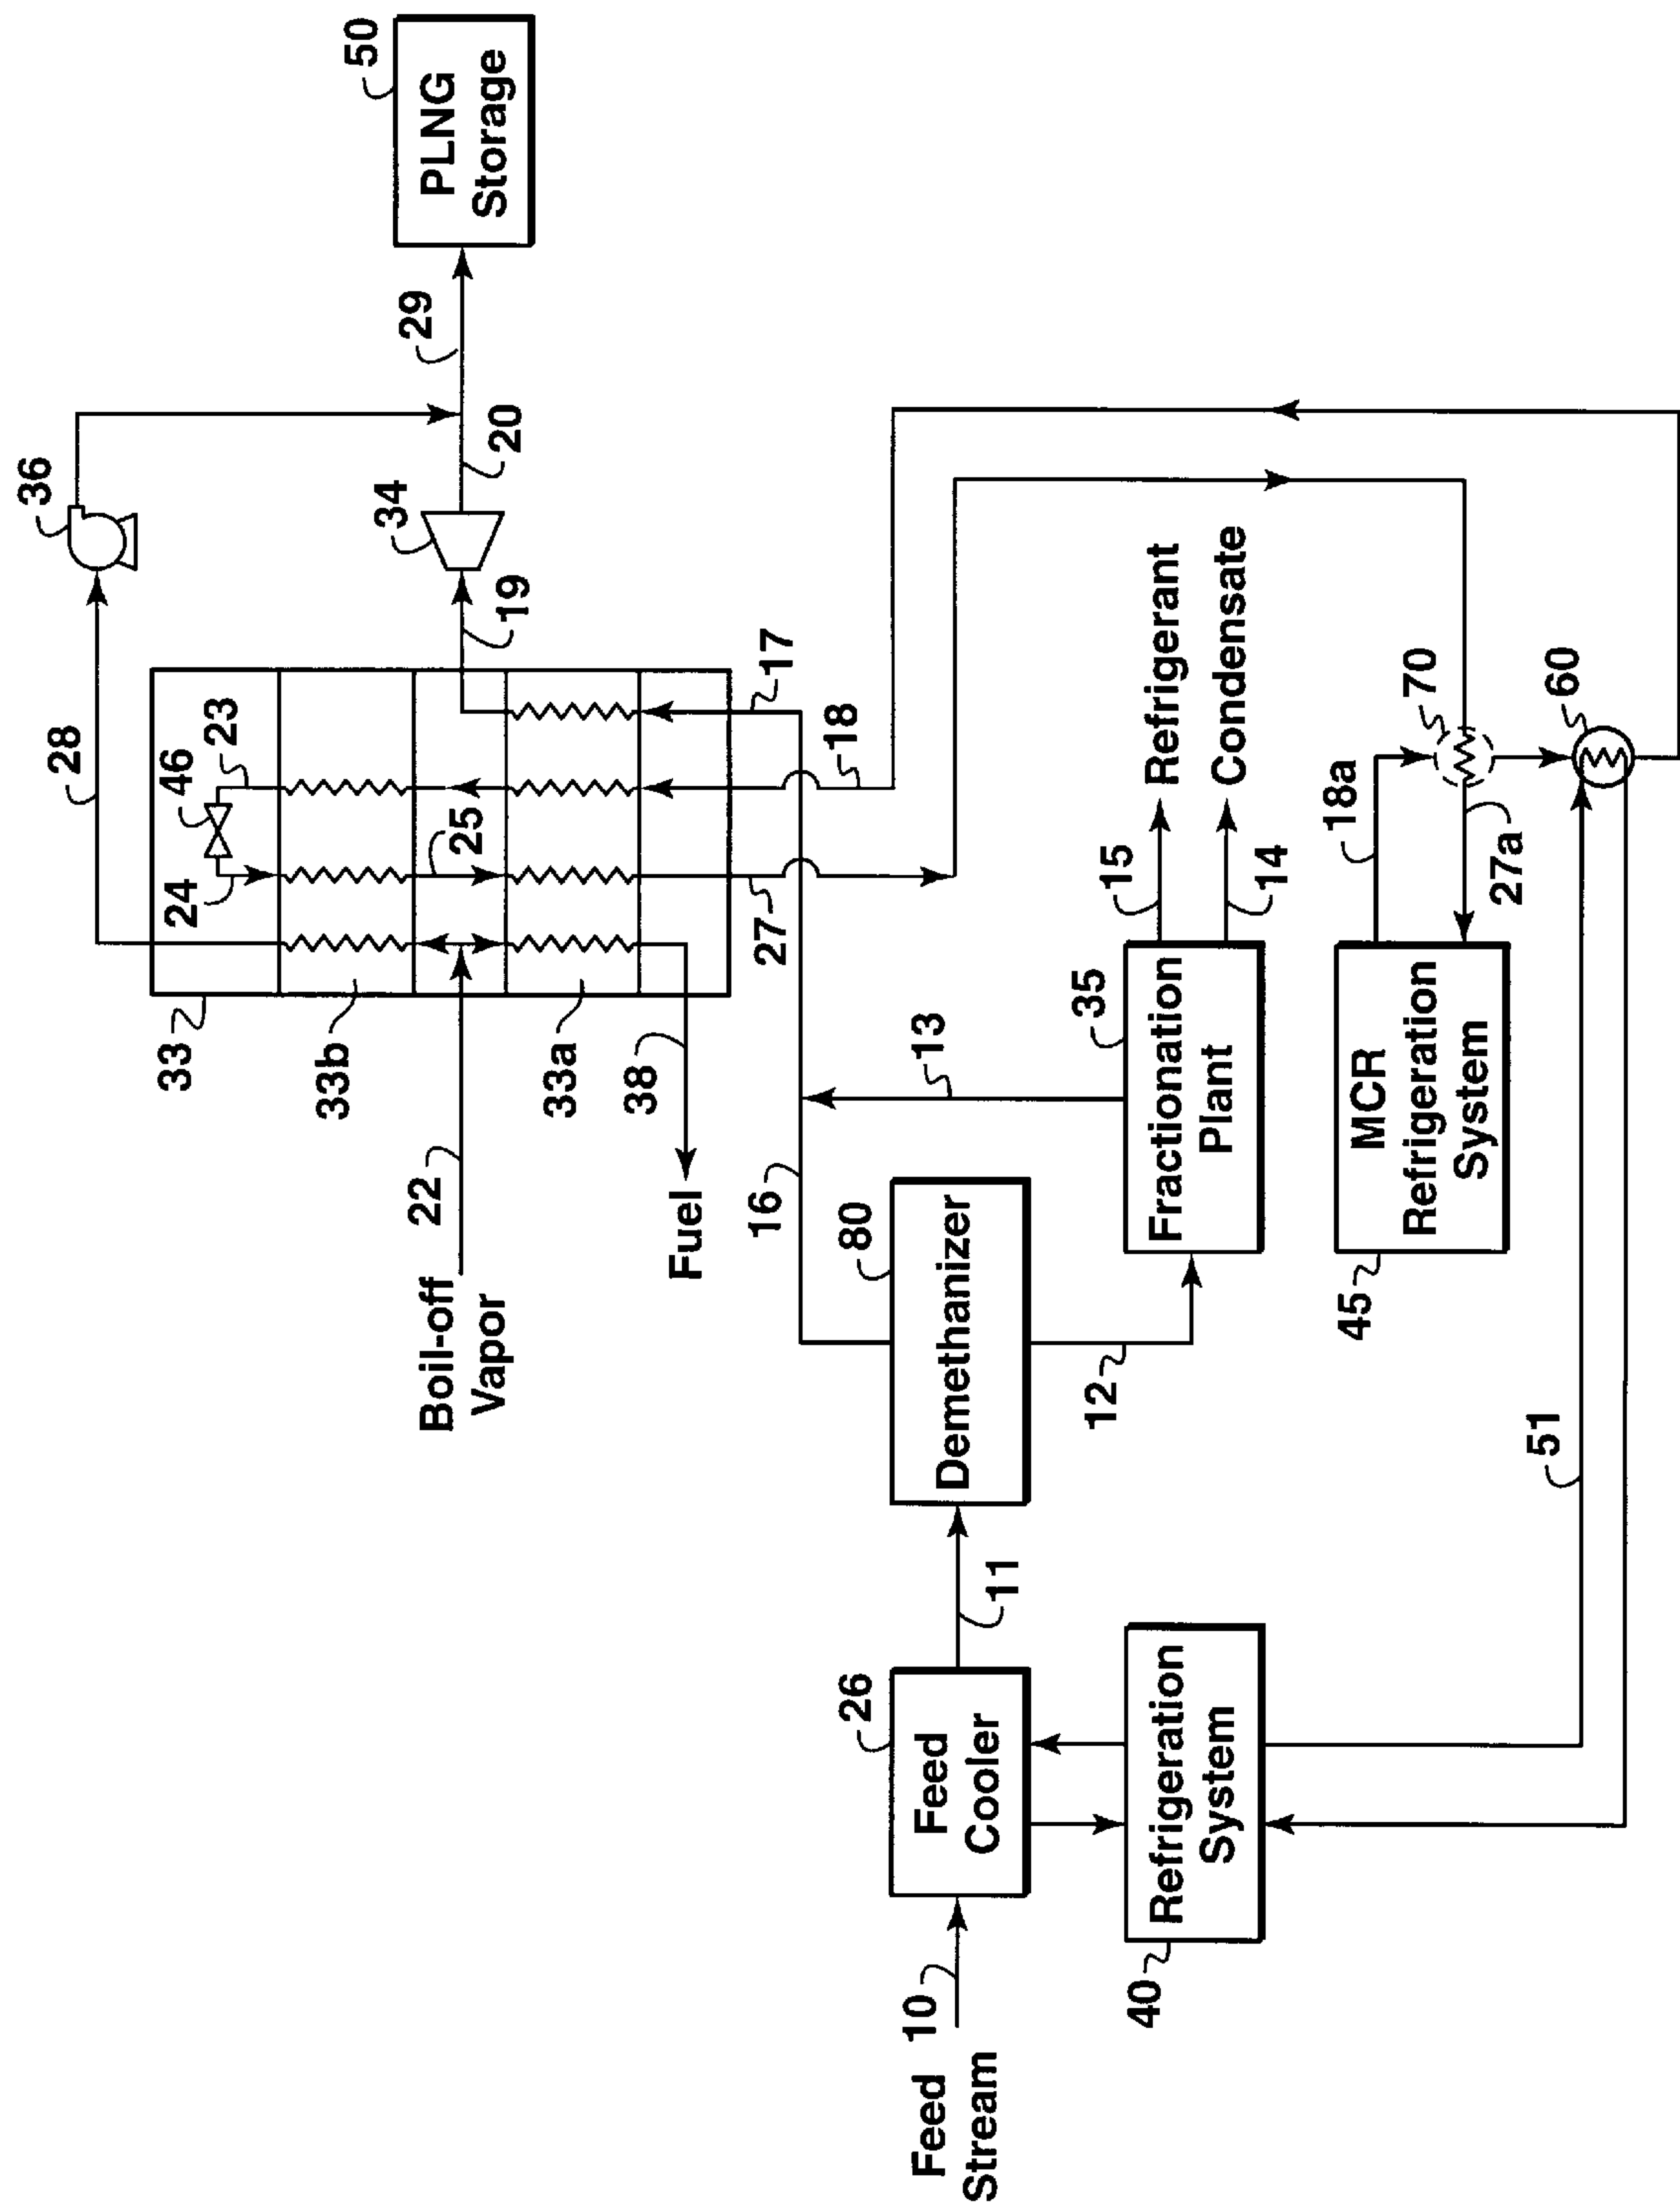 36
28
PLNG
Storage
50
29
20
34
19
46
23
24
25
33
33b
33a
17
18
22
Boil-off
Vapor
38
Fuel
27
16
13
80
Demethanizer
12
35
Fractionation
Plant
15
Refrigerant
14
Condensate
Feed
Stream
10
26
Feed
Cooler
11
40
Refrigeration
System
45
MCR
Refrigeration
System
18a
70
27a
60
51